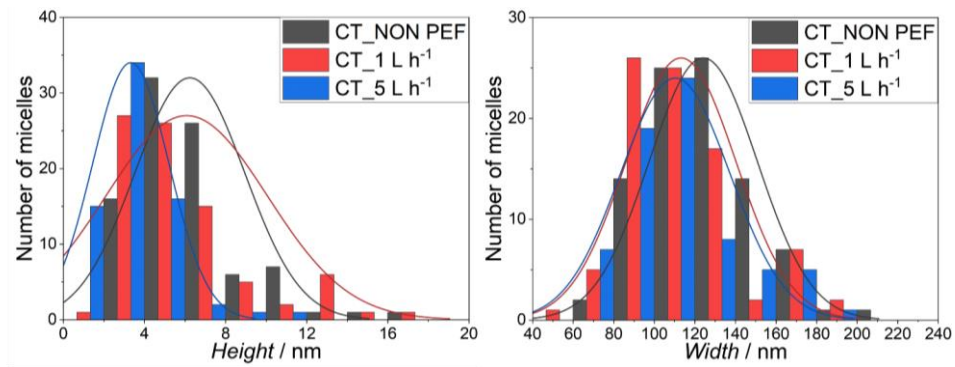 40
30
20
10
0
Number of micelles
CT_NON PEF
CT_1 L h⁻¹
CT_5 L h⁻¹
0 4 8 12 16 20
Height / nm
30
20
10
0
Number of micelles
CT_NON PEF
CT_1 L h⁻¹
CT_5 L h⁻¹
40 60 80 100 120 140 160 180 200 220 240
Width / nm